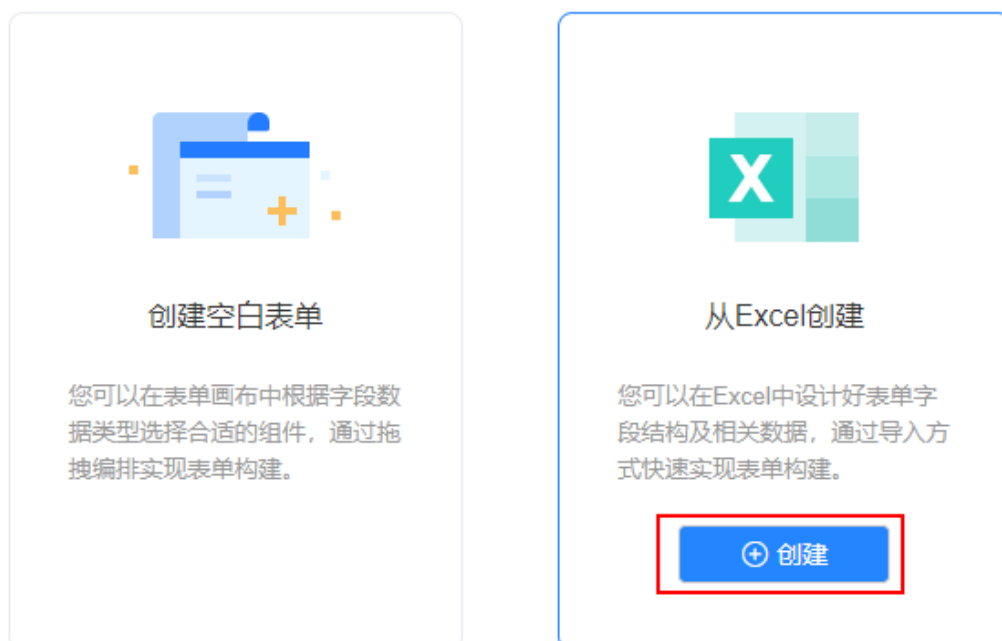 创建空白表单
您可以在表单画布中根据字段数
据类型选择合适的组件，通过拖
拽编排实现表单构建。
X
从Excel创建
您可以在Excel中设计好表单字
段结构及相关数据，通过导入方
式快速实现表单构建。
创建